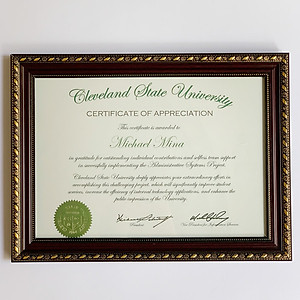 Cleveland State University
CERTIFICATE OF APPRECIATION
This certificate is awarded to
Michael Mina
in gratitude for outstanding individual contributions and selfless team support
in successfully implementing the Administrative Systems Project.
Cleveland State University deeply appreciates your extraordinary efforts in
accomplishing this challenging project, which will significantly improve student
services, increase the efficiency of internal technology applications, and enhance the
public impression of the University.
President